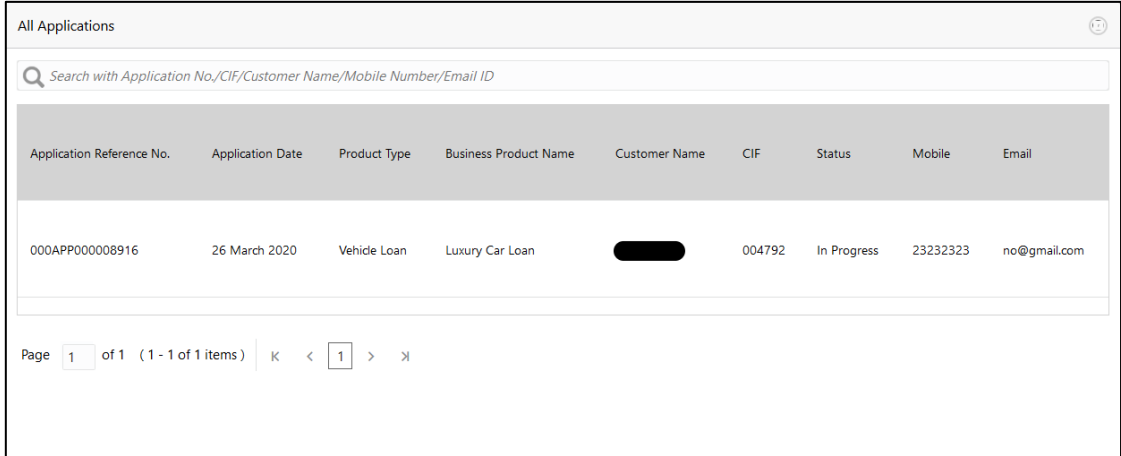 All Applications
Search with Application No./CIF/Customer Name/Mobile Number/Email ID
Application Reference No. Application Date Product Type Business Product Name Customer Name CIF Status Mobile Email
000APP000008916 26 March 2020 Vehicle Loan Luxury Car Loan 004792 In Progress 23232323 no@gmail.com
Page 1 of 1 ( 1 - 1 of 1 items ) 1